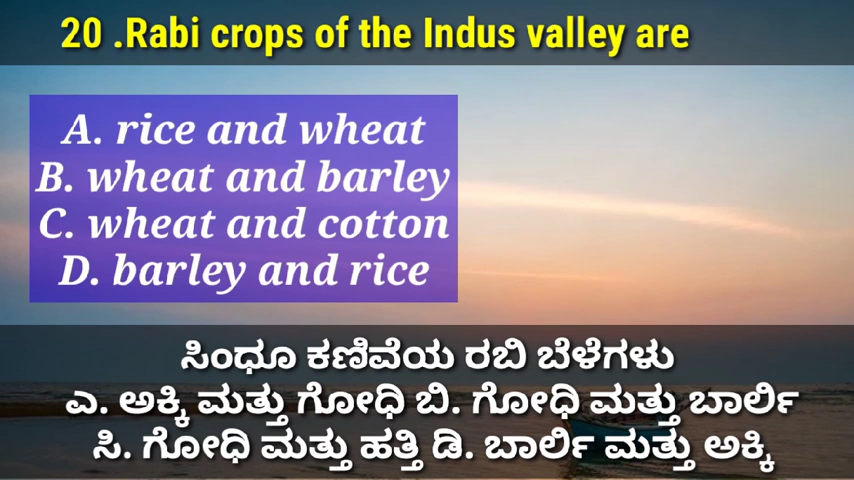 20 .Rabi crops of the Indus valley are
A. rice and wheat
B. wheat and barley
C. wheat and cotton
D. barley and rice
ಸಿಂಧೂ ಕಣಿವೆಯ ರಬಿ ಬೆಳೆಗಳು
ಎ. ಅಕ್ಕಿ ಮತ್ತು ಗೋಧಿ ಬಿ. ಗೋಧಿ ಮತ್ತು ಬಾರ್ಲಿ
ಸಿ. ಗೋಧಿ ಮತ್ತು ಹತ್ತಿ ಡಿ. ಬಾರ್ಲಿ ಮತ್ತು ಅಕ್ಕಿ